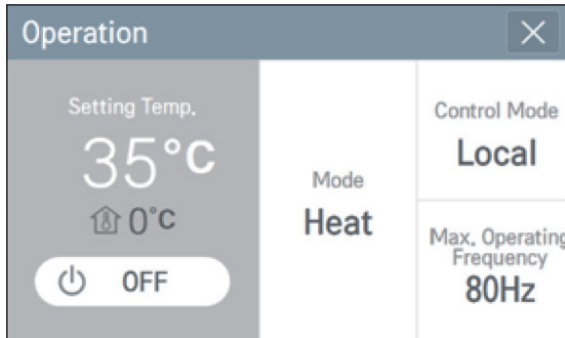 Operation
Setting Temp.
35°C
0°C
OFF
Mode
Heat
Control Mode
Local
Max. Operating
Frequency
80Hz